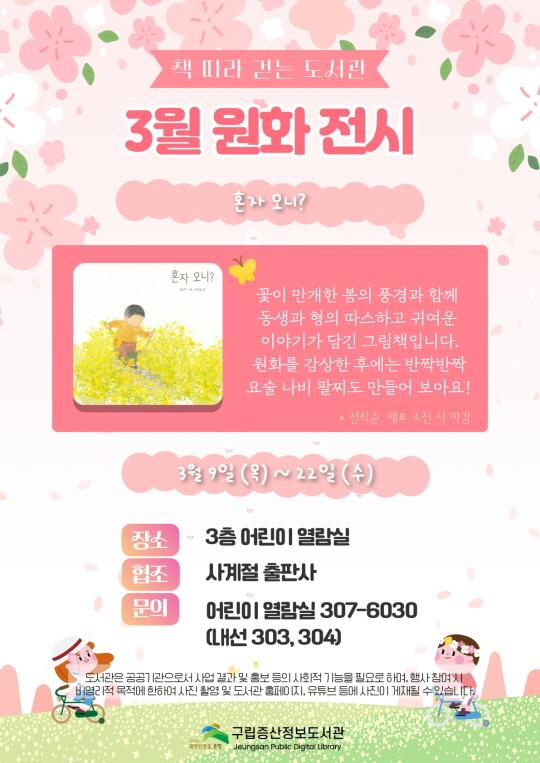 책 따라 걷는 도서관
3월 원화 전시
혼자 오니?
혼자 오니?
꽃이 만개한 봄의 풍경과 함께
동생과 형의 따스하고 귀여운
이야기가 담긴 그림책입니다.
원화를 감상한 후에는 반짝반짝
요술 나비 팔찌도 만들어 보아요!
* 선착순, 재료 소진 시 마감
3월 9일 (목) ~ 22일 (수)
장소 3층 어린이 열람실
협조 사계절 출판사
문의 어린이 열람실 307-6030
(내선 303, 304)
도서관은 공공기관으로서 사업 결과 및 홍보 등의 사회적 기능을 필요로 하며, 행사 참여 시
비영리적 목적에 한하여 사진 촬영 및 도서관 홈페이지, 유튜브 등에 사진이 게재될 수 있습니다.
구립증산정보도서관
Jeungsan Public Digital Library